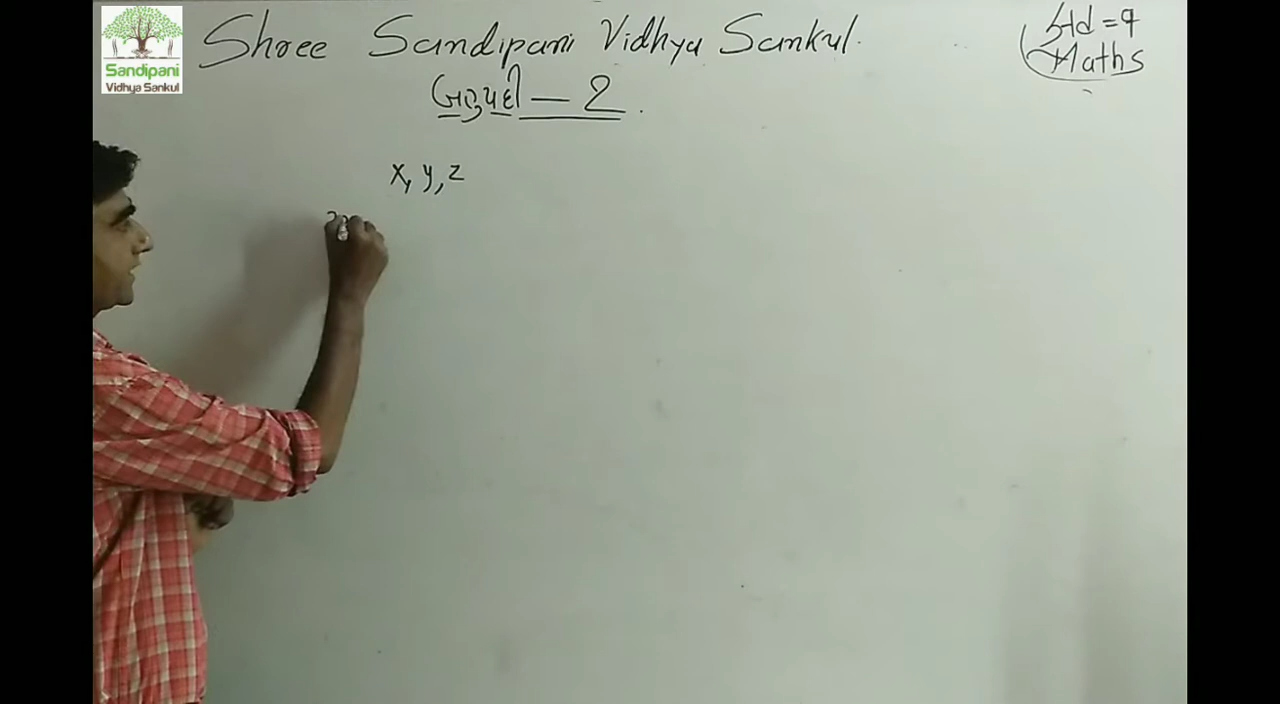 Sandipani
Vidhya Sankul
Shree Sandipani Vidhya Sankul.
Std = 9
Maths
બહુપદી - 2.
x, y, z